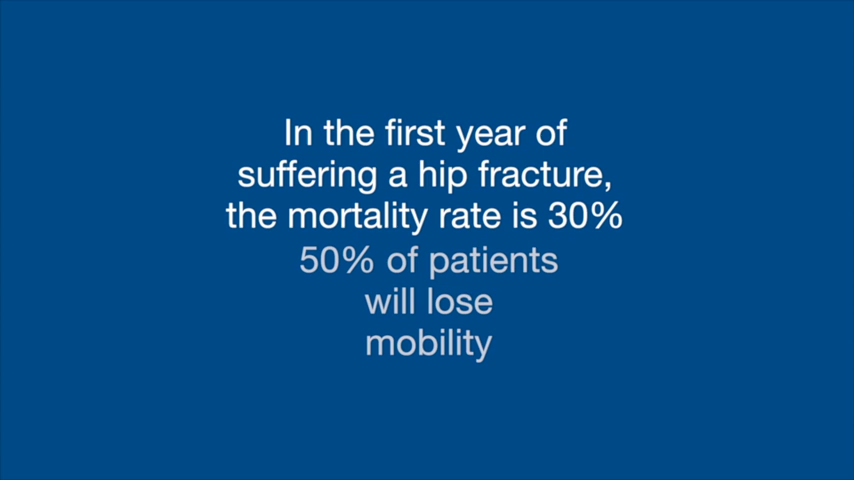 In the first year of
suffering a hip fracture,
the mortality rate is 30%
50% of patients
will lose
mobility